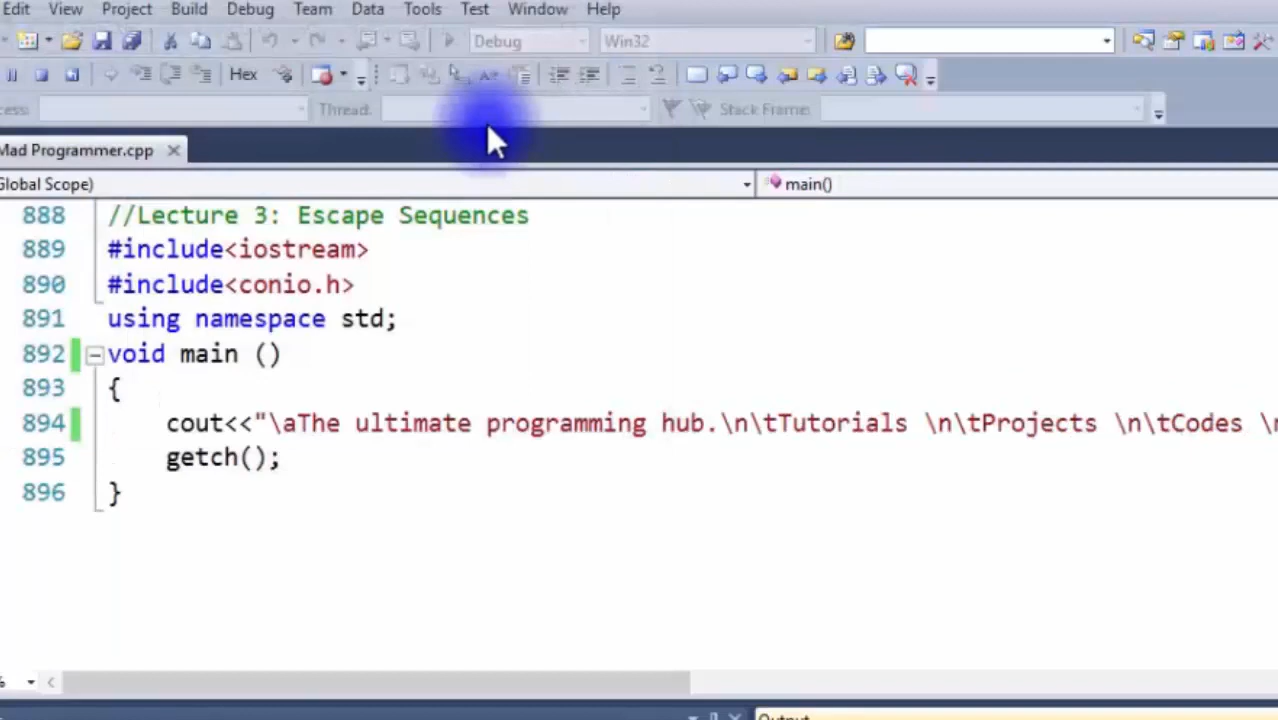 Edit View Project Build Debug Team Data Tools Test Window Help
Debug Win32
Hex
Thread: Stack Frame:
Mad Programmer.cpp
Global Scope) main()
888 //Lecture 3: Escape Sequences
889 #include<iostream>
890 #include<conio.h>
891 using namespace std;
892 void main ()
893 {
894 cout<<"\aThe ultimate programming hub.\n\tTutorials \n\tProjects \n\tCodes \
895 getch();
896 }
Output